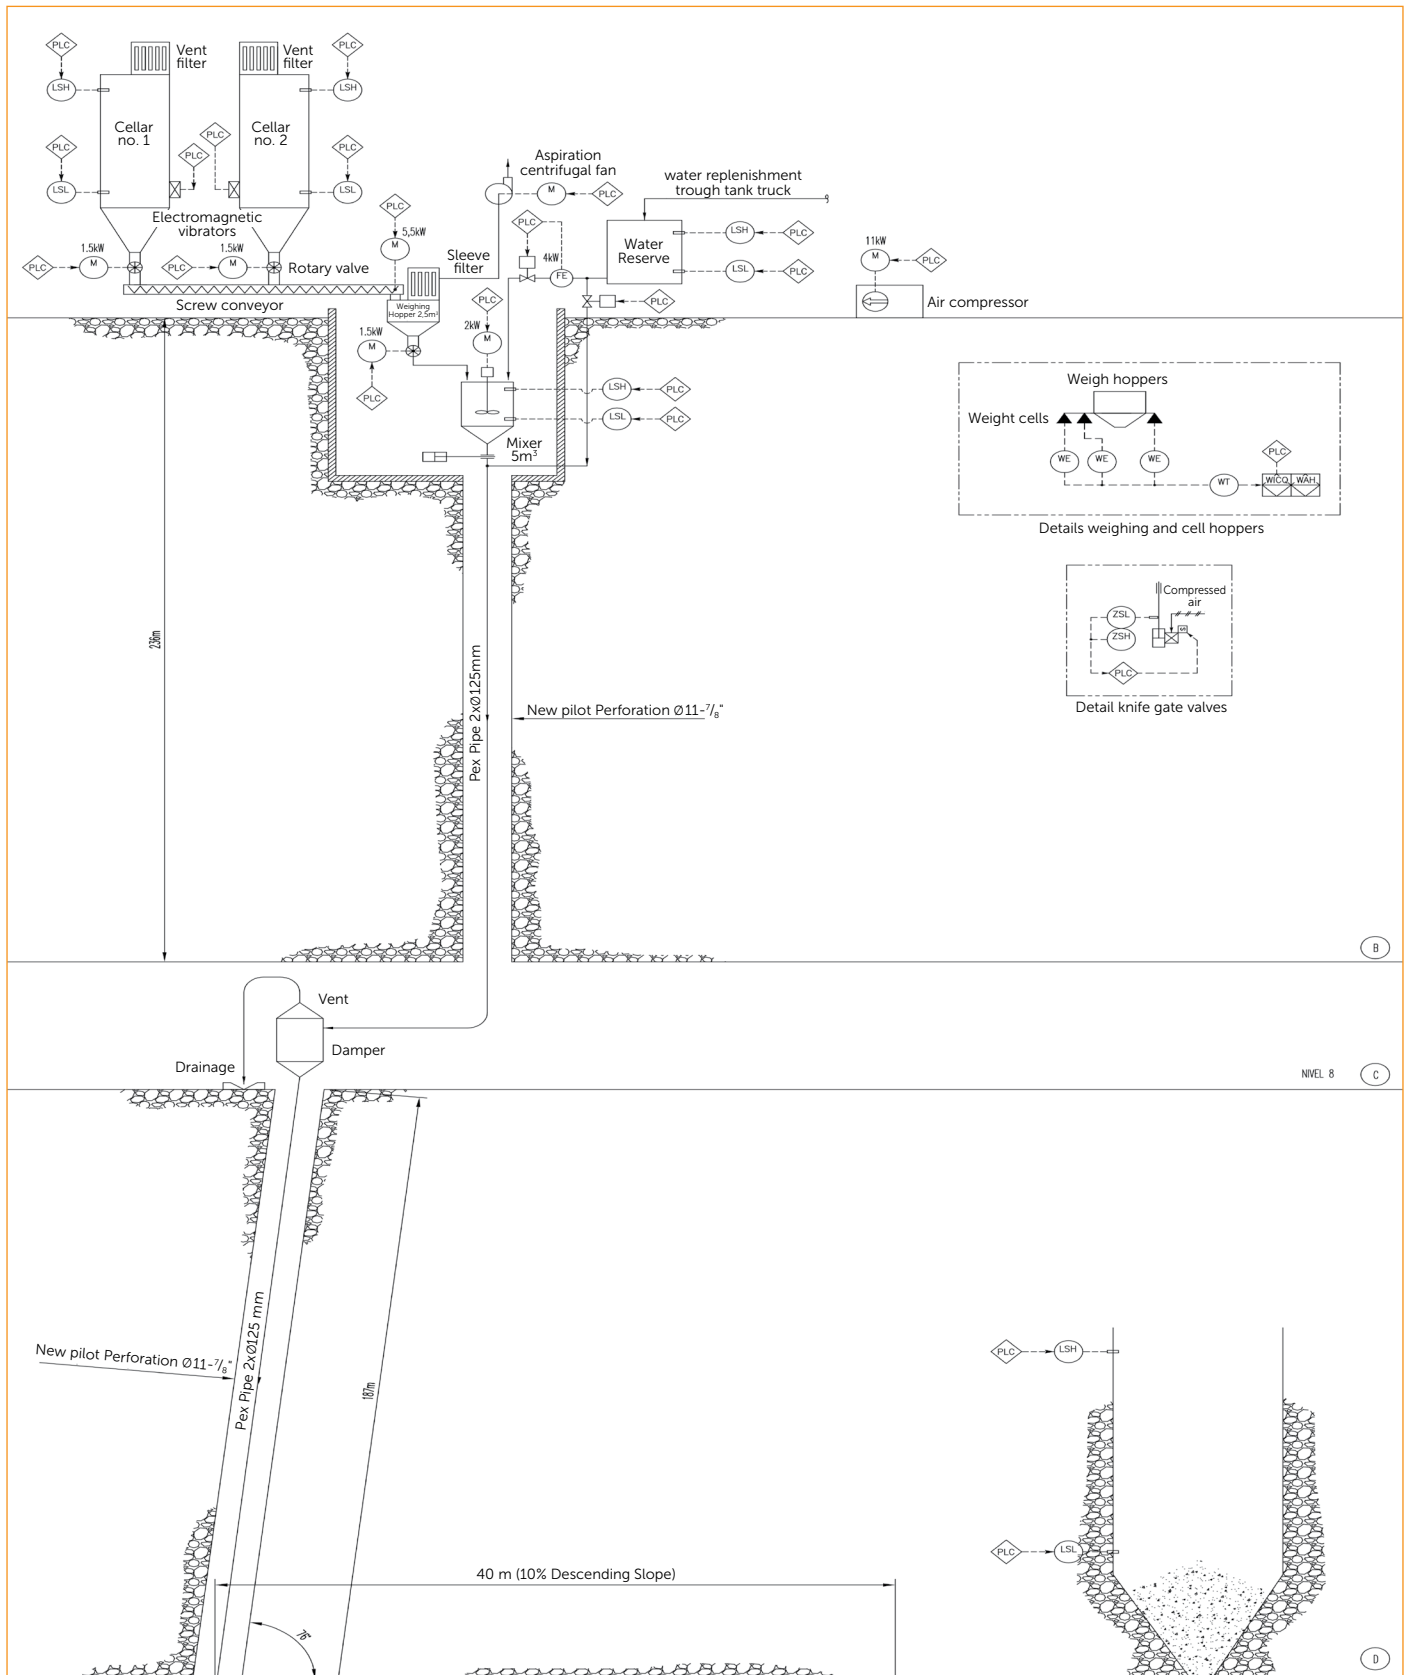 PLC
Vent
filter
Vent
filter
PLC
LSH
LSH
Cellar
no. 1
Cellar
no. 2
PLC
PLC
PLC
PLC
LSL
LSL
Electromagnetic
vibrators
1.5kW
1.5kW
PLC
M
PLC
M
Rotary valve
Screw conveyor
PLC
5,5kW
M
Sleeve
filter
Weighing
Hopper 2,5m³
Aspiration
centrifugal fan
M
PLC
PLC
4kW
FE
water replenishment
trough tank truck
Water
Reserve
LSH
PLC
LSL
PLC
PLC
11kW
M
PLC
Air compressor
1.5kW
M
PLC
PLC
2kW
M
LSH
PLC
LSL
PLC
Mixer
5m³
Weigh hoppers
Weight cells
WE
WE
WE
WT
PLC
WICQ
WAH
Details weighing and cell hoppers
Compressed
air
ZSL
ZSH
S
PLC
Detail knife gate valves
236m
Pex Pipe 2xØ125mm
New pilot Perforation Ø11-⁷/₈"
B
Vent
Damper
Drainage
NIVEL 8
C
New pilot Perforation Ø11-⁷/₈"
Pex Pipe 2xØ125 mm
187m
PLC
LSH
PLC
LSL
40 m (10% Descending Slope)
76°
D